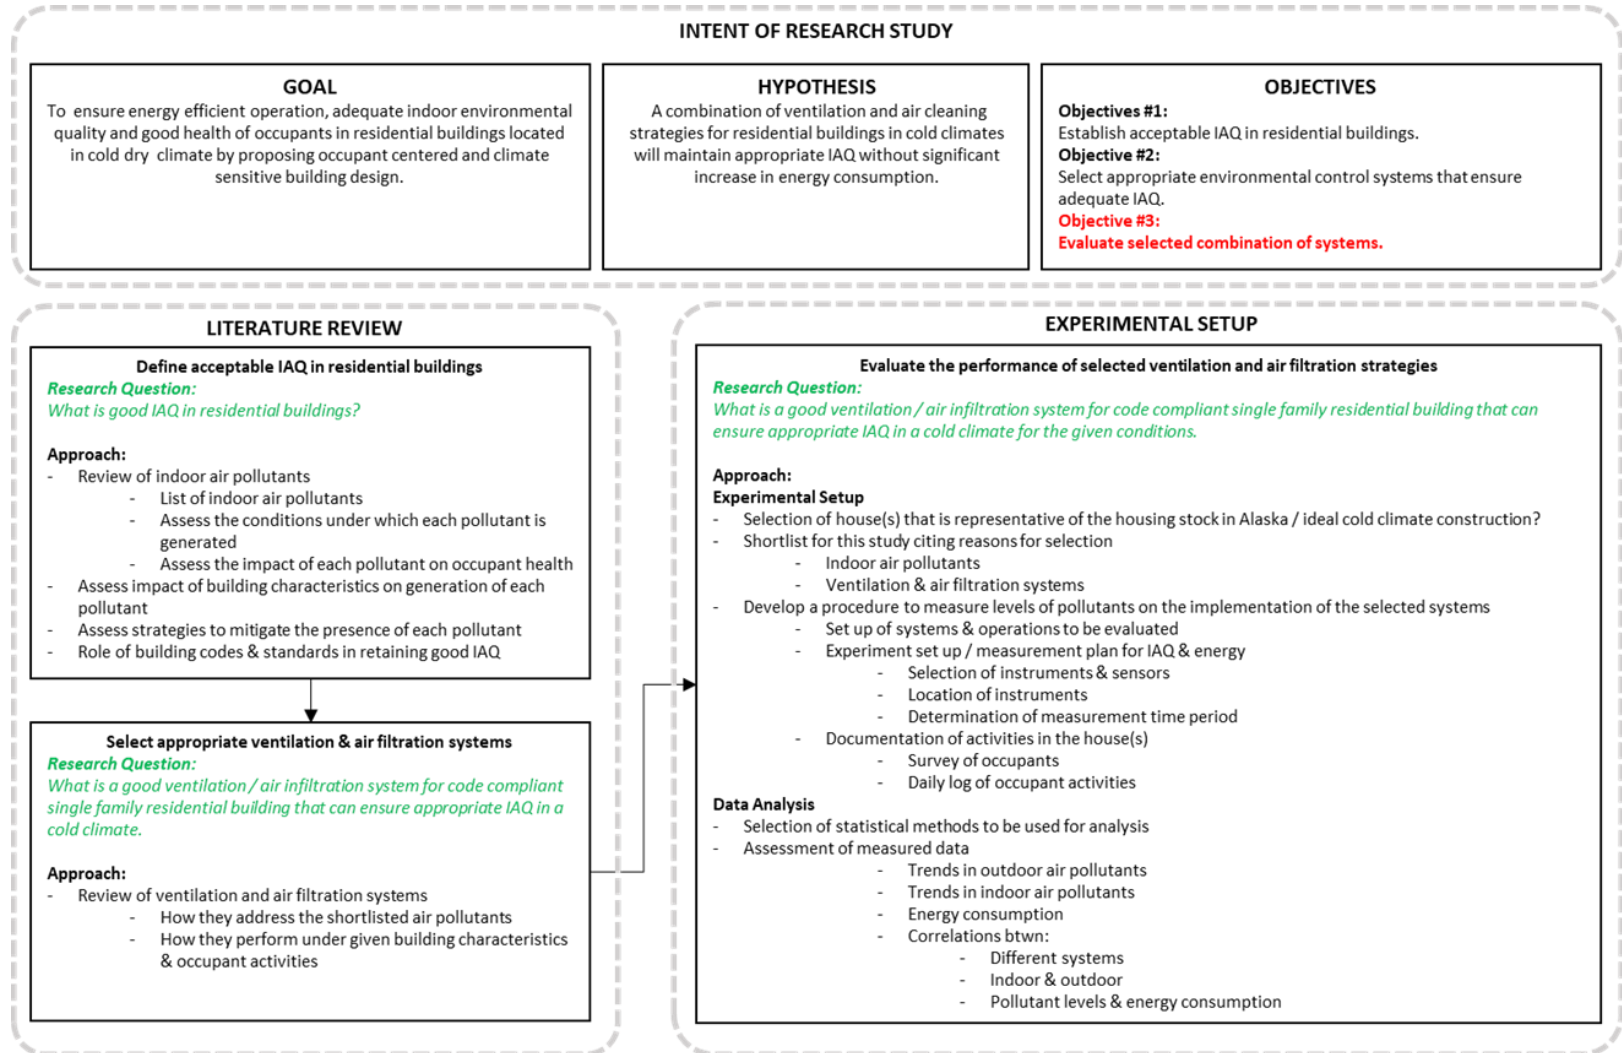 INTENT OF RESEARCH STUDY
GOAL
To ensure energy efficient operation, adequate indoor environmental
quality and good health of occupants in residential buildings located
in cold dry climate by proposing occupant centered and climate
sensitive building design.
HYPOTHESIS
A combination of ventilation and air cleaning
strategies for residential buildings in cold climates
will maintain appropriate IAQ without significant
increase in energy consumption.
OBJECTIVES
Objectives #1:
Establish acceptable IAQ in residential buildings.
Objective #2:
Select appropriate environmental control systems that ensure
adequate IAQ.
Objective #3:
Evaluate selected combination of systems.
LITERATURE REVIEW
Define acceptable IAQ in residential buildings
Research Question:
What is good IAQ in residential buildings?
Approach:
- Review of indoor air pollutants
- List of indoor air pollutants
- Assess the conditions under which each pollutant is
generated
- Assess the impact of each pollutant on occupant health
- Assess impact of building characteristics on generation of each
pollutant
- Assess strategies to mitigate the presence of each pollutant
- Role of building codes & standards in retaining good IAQ
Select appropriate ventilation & air filtration systems
Research Question:
What is a good ventilation / air infiltration system for code compliant
single family residential building that can ensure appropriate IAQ in a
cold climate.
Approach:
- Review of ventilation and air filtration systems
- How they address the shortlisted air pollutants
- How they perform under given building characteristics
& occupant activities
EXPERIMENTAL SETUP
Evaluate the performance of selected ventilation and air filtration strategies
Research Question:
What is a good ventilation / air infiltration system for code compliant single family residential building that can
ensure appropriate IAQ in a cold climate for the given conditions.
Approach:
Experimental Setup
- Selection of house(s) that is representative of the housing stock in Alaska / ideal cold climate construction?
- Shortlist for this study citing reasons for selection
- Indoor air pollutants
- Ventilation & air filtration systems
- Develop a procedure to measure levels of pollutants on the implementation of the selected systems
- Set up of systems & operations to be evaluated
- Experiment set up / measurement plan for IAQ & energy
- Selection of instruments & sensors
- Location of instruments
- Determination of measurement time period
- Documentation of activities in the house(s)
- Survey of occupants
- Daily log of occupant activities
Data Analysis
- Selection of statistical methods to be used for analysis
- Assessment of measured data
- Trends in outdoor air pollutants
- Trends in indoor air pollutants
- Energy consumption
- Correlations btwn:
- Different systems
- Indoor & outdoor
- Pollutant levels & energy consumption